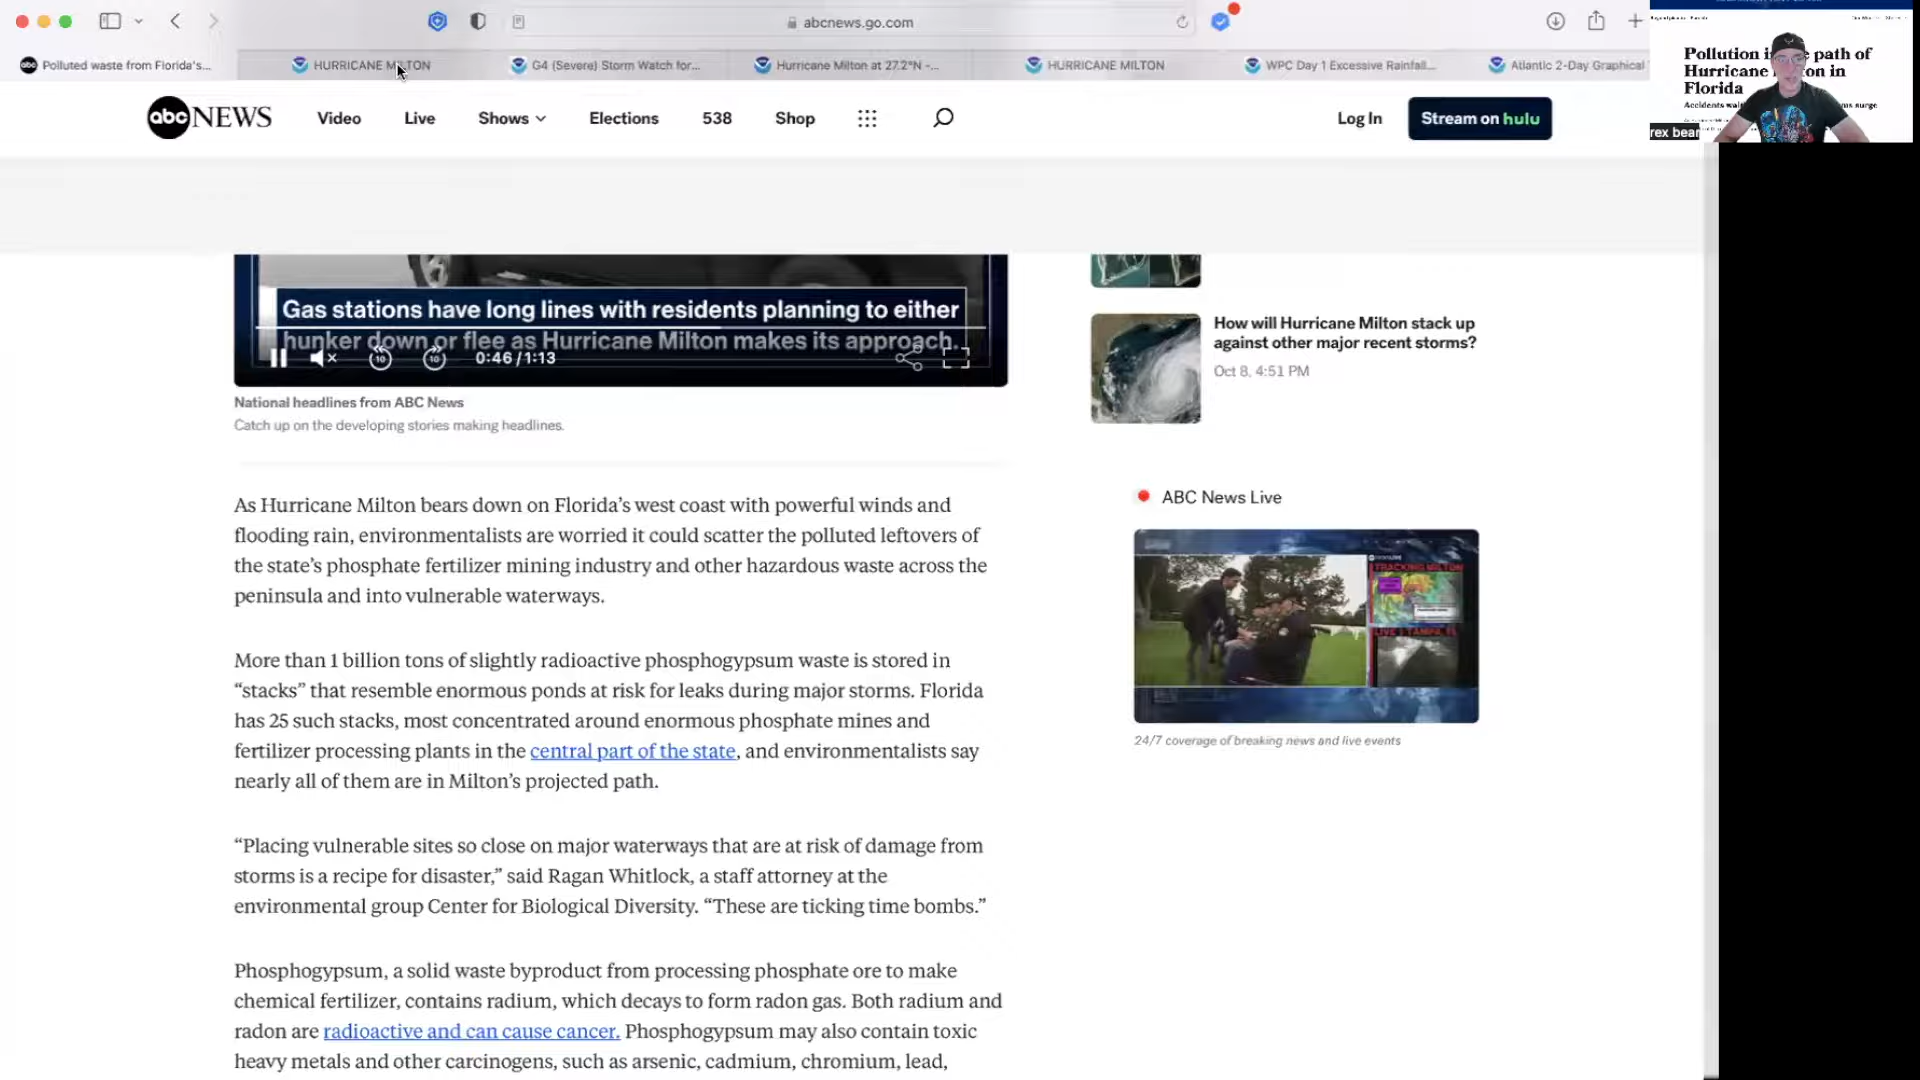 abcnews.go.com
Polluted waste from Florida's...
HURRICANE MILTON
G4 (Severe) Storm Watch for...
Hurricane Milton at 27.2°N -...
HURRICANE MILTON
WPC Day 1 Excessive Rainfall...
Atlantic 2-Day Graphical
abc NEWS
Video
Live
Shows
Elections
538
Shop
Log In
Stream on hulu
Pollution in the path of
Hurricane Milton in
Florida
rex bear
Gas stations have long lines with residents planning to either
hunker down or flee as Hurricane Milton makes its approach.
10
10
0:46 / 1:13
National headlines from ABC News
Catch up on the developing stories making headlines.
How will Hurricane Milton stack up
against other major recent storms?
Oct 8, 4:51 PM
As Hurricane Milton bears down on Florida's west coast with powerful winds and
flooding rain, environmentalists are worried it could scatter the polluted leftovers of
the state's phosphate fertilizer mining industry and other hazardous waste across the
peninsula and into vulnerable waterways.
More than 1 billion tons of slightly radioactive phosphogypsum waste is stored in
“stacks” that resemble enormous ponds at risk for leaks during major storms. Florida
has 25 such stacks, most concentrated around enormous phosphate mines and
fertilizer processing plants in the central part of the state, and environmentalists say
nearly all of them are in Milton's projected path.
“Placing vulnerable sites so close on major waterways that are at risk of damage from
storms is a recipe for disaster,” said Ragan Whitlock, a staff attorney at the
environmental group Center for Biological Diversity. “These are ticking time bombs.”
Phosphogypsum, a solid waste byproduct from processing phosphate ore to make
chemical fertilizer, contains radium, which decays to form radon gas. Both radium and
radon are radioactive and can cause cancer. Phosphogypsum may also contain toxic
heavy metals and other carcinogens, such as arsenic, cadmium, chromium, lead,
ABC News Live
TRACKING MILTON
24/7 coverage of breaking news and live events